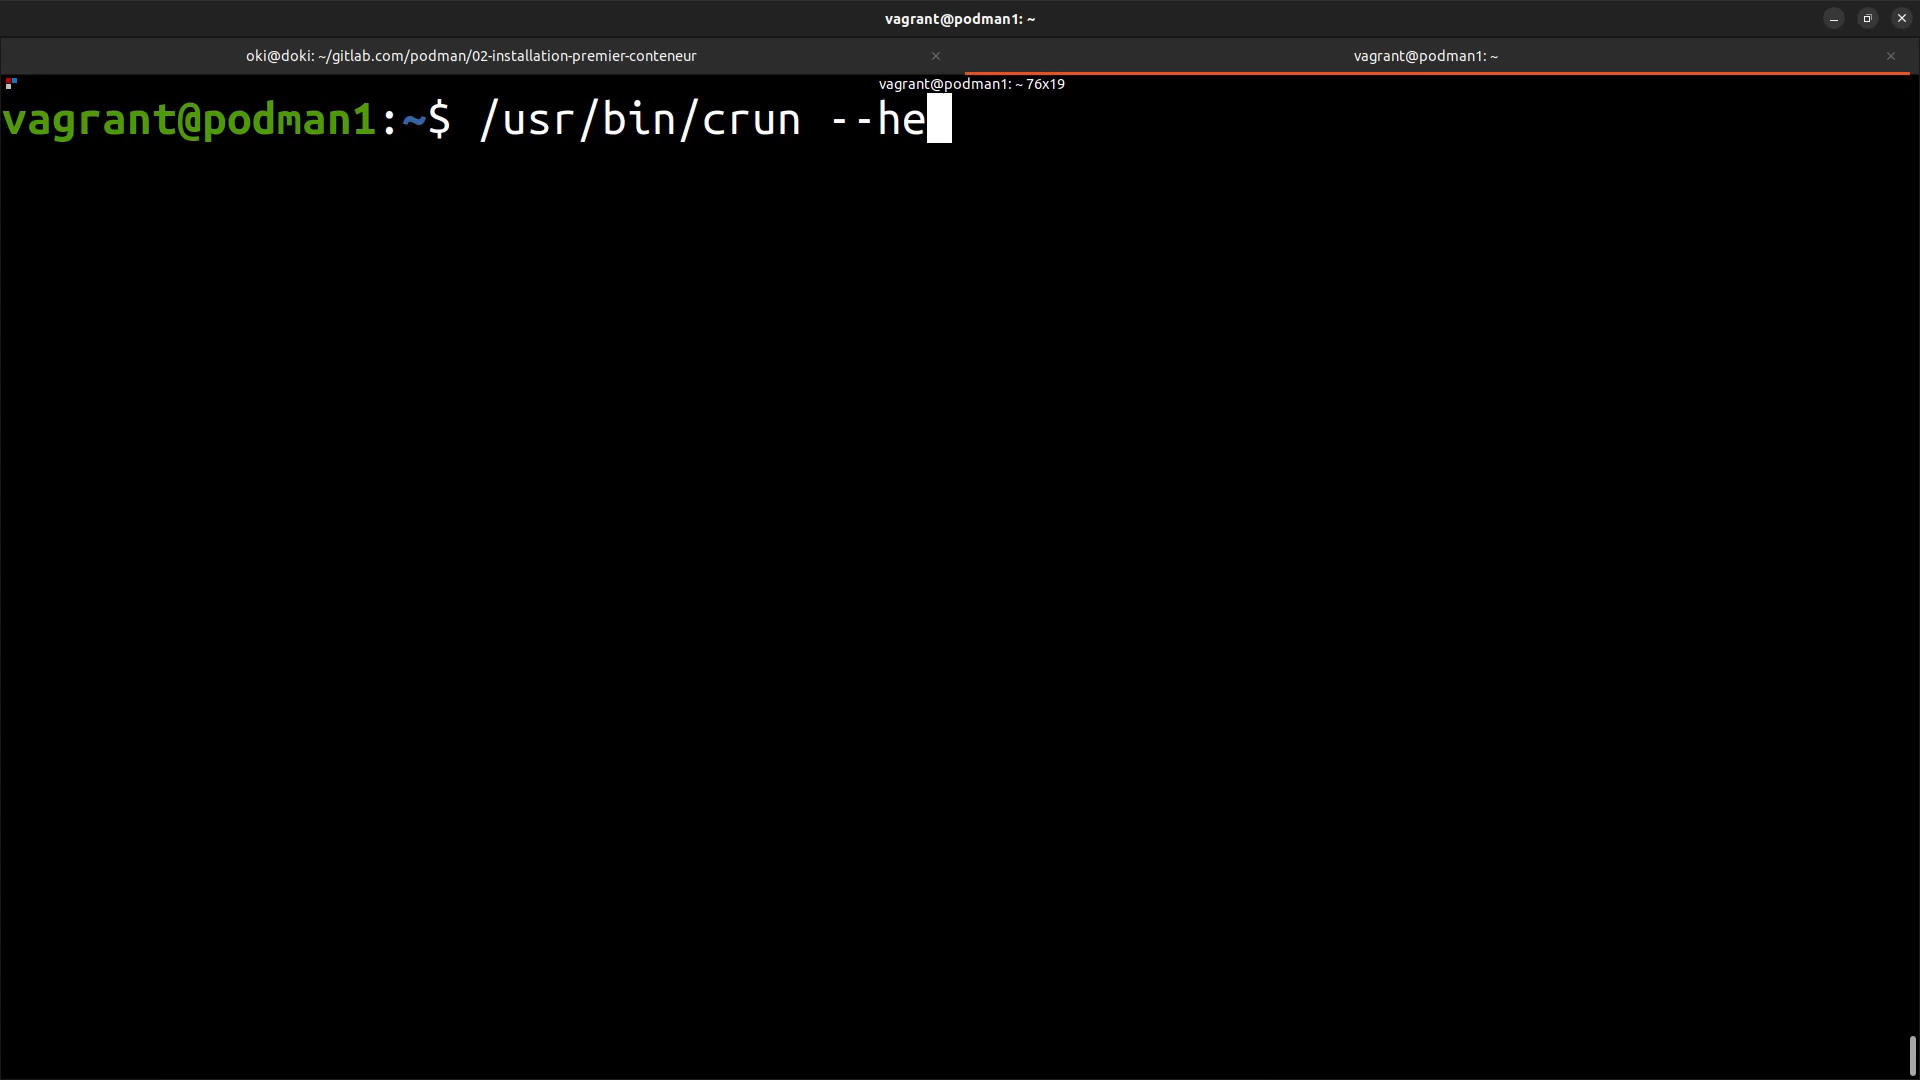 vagrant@podman1: ~
oki@doki: ~/gitlab.com/podman/02-installation-premier-conteneur
vagrant@podman1: ~
vagrant@podman1: ~ 76x19
vagrant@podman1:~$ /usr/bin/crun --he